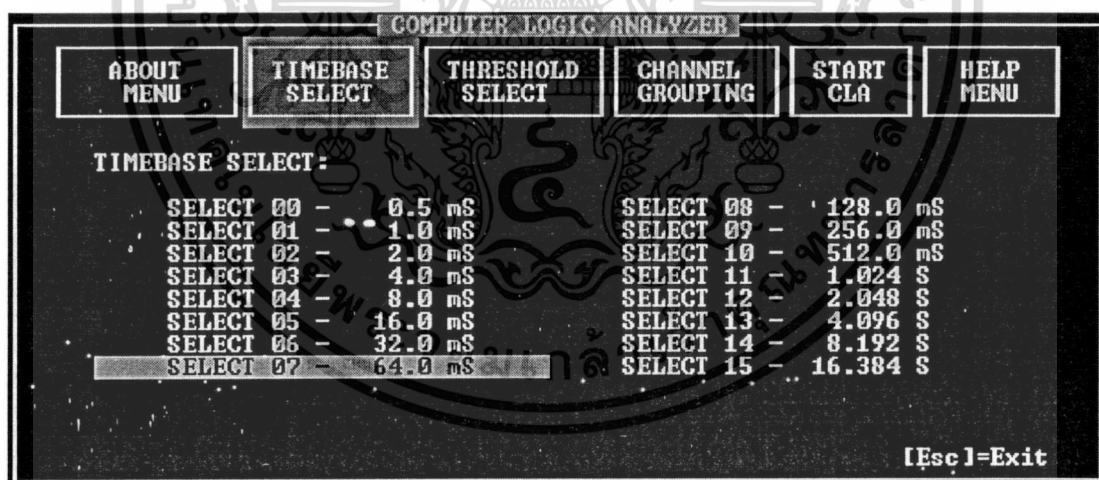 COMPUTER LOGIC ANALYZER
ABOUT MENU
TIMEBASE SELECT
THRESHOLD SELECT
CHANNEL GROUPING
START CLA
HELP MENU
TIMEBASE SELECT:
SELECT 00 - 0.5 mS
SELECT 01 - 1.0 mS
SELECT 02 - 2.0 mS
SELECT 03 - 4.0 mS
SELECT 04 - 8.0 mS
SELECT 05 - 16.0 mS
SELECT 06 - 32.0 mS
SELECT 07 - 64.0 mS
SELECT 08 - 128.0 mS
SELECT 09 - 256.0 mS
SELECT 10 - 512.0 mS
SELECT 11 - 1.024 S
SELECT 12 - 2.048 S
SELECT 13 - 4.096 S
SELECT 14 - 8.192 S
SELECT 15 - 16.384 S
[Esc]=Exit